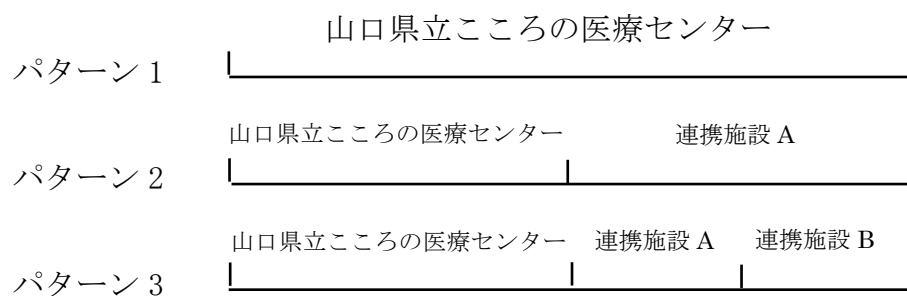 山口県立こころの医療センター
パターン 1
山口県立こころの医療センター 連携施設 A
パターン 2
山口県立こころの医療センター 連携施設 A 連携施設 B
パターン 3